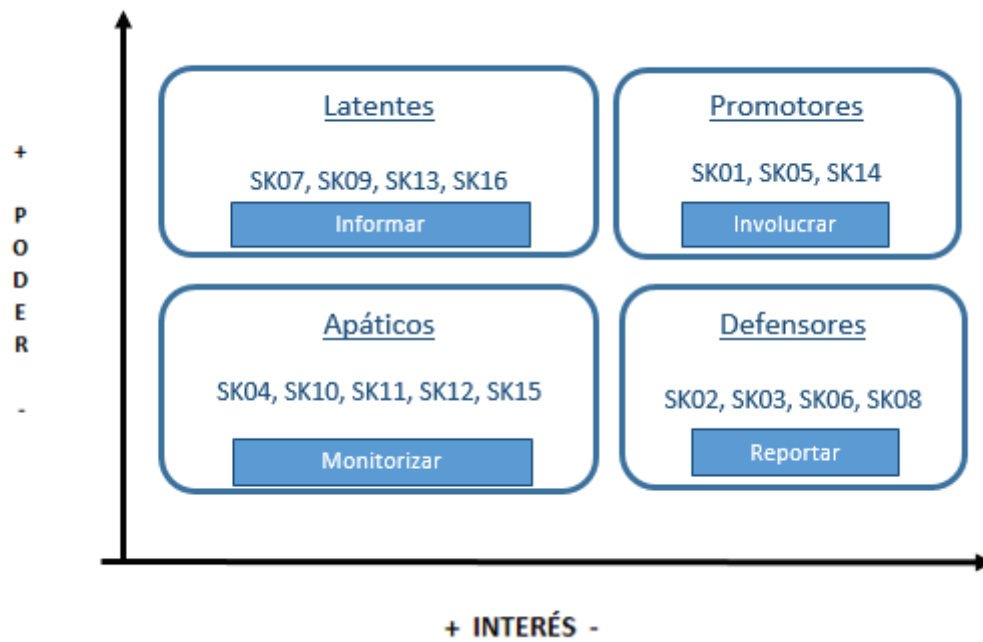 +
P
O
D
E
R
-
Latentes
SK07, SK09, SK13, SK16
Informar
Promotores
SK01, SK05, SK14
Involucrar
Apáticos
SK04, SK10, SK11, SK12, SK15
Monitorizar
Defensores
SK02, SK03, SK06, SK08
Reportar
+ INTERÉS -